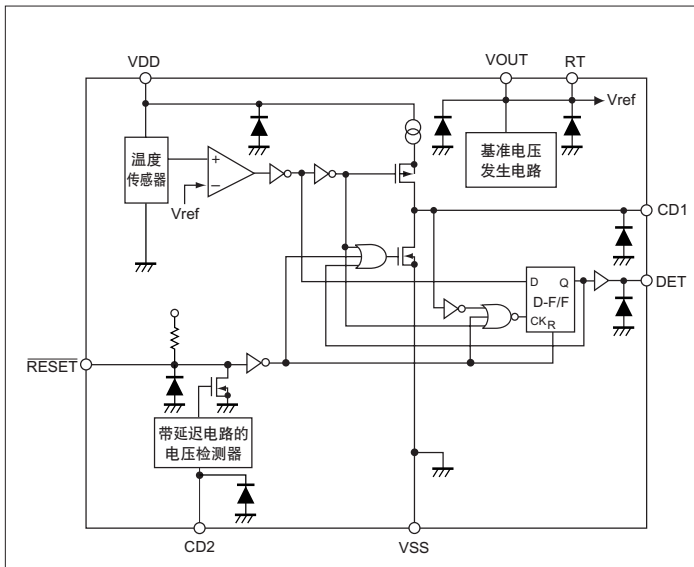 VDD
VOUT
RT
Vref
温度
传感器
+
−
Vref
基准电压
发生电路
CD1
D
Q
D-F/F
CK
R
DET
RESET
带延迟电路的
电压检测器
CD2
VSS